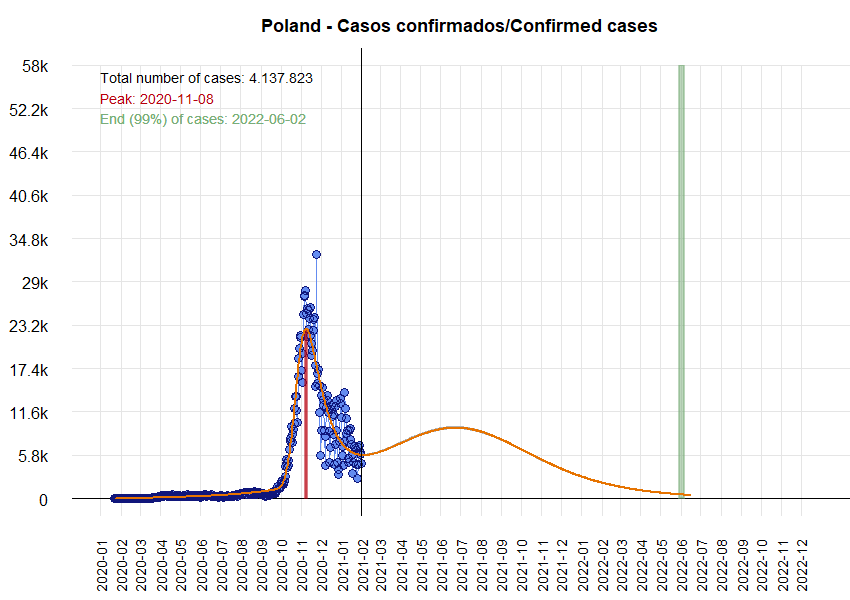 Poland - Casos confirmados/Confirmed cases
58k
Total number of cases: 4.137.823
Peak: 2020-11-08
52.2k
End (99%) of cases: 2022-06-02
46.4k
40.6k
34.8k
29k
23.2k
17.4k
11.6k
5.8k
0
2020-01
2020-02
2020-03
2020-04
2020-05
2020-06
2020-07
2020-08
2020-09
2020-10
2020-11
2020-12
2021-01
2021-02
2021-03
2021-04
2021-05
2021-06
2021-07
2021-08
2021-09
2021-10
2021-11
2021-12
2022-01
2022-02
2022-03
2022-04
2022-05
2022-06
2022-07
2022-08
2022-09
2022-10
2022-11
2022-12